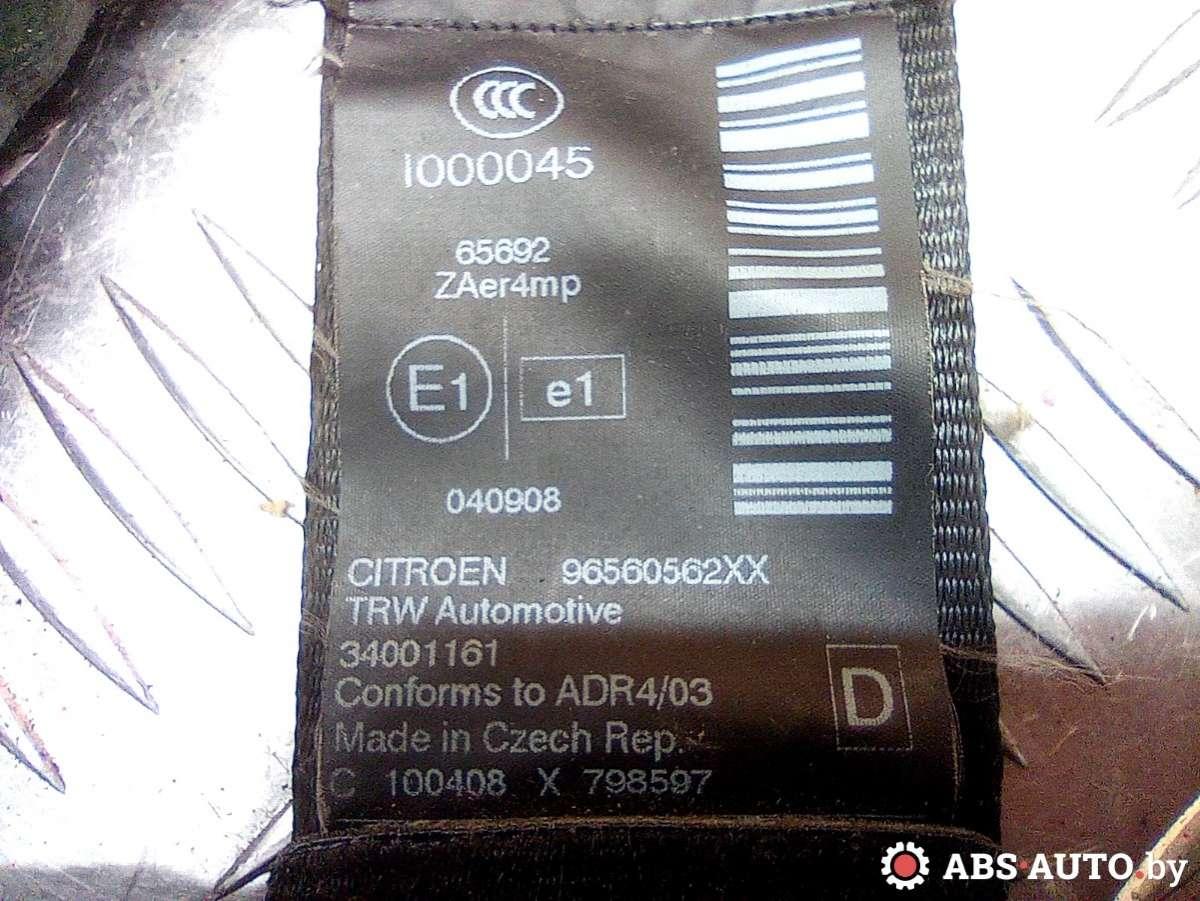 CCC
I000045
65692
ZAer4mp
E1 e1
040908
CITROEN 96560562XX
TRW Automotive
34001161
Conforms to ADR4/03
D
Made in Czech Rep.
C 100408 X 798597
ABS·AUTO.by